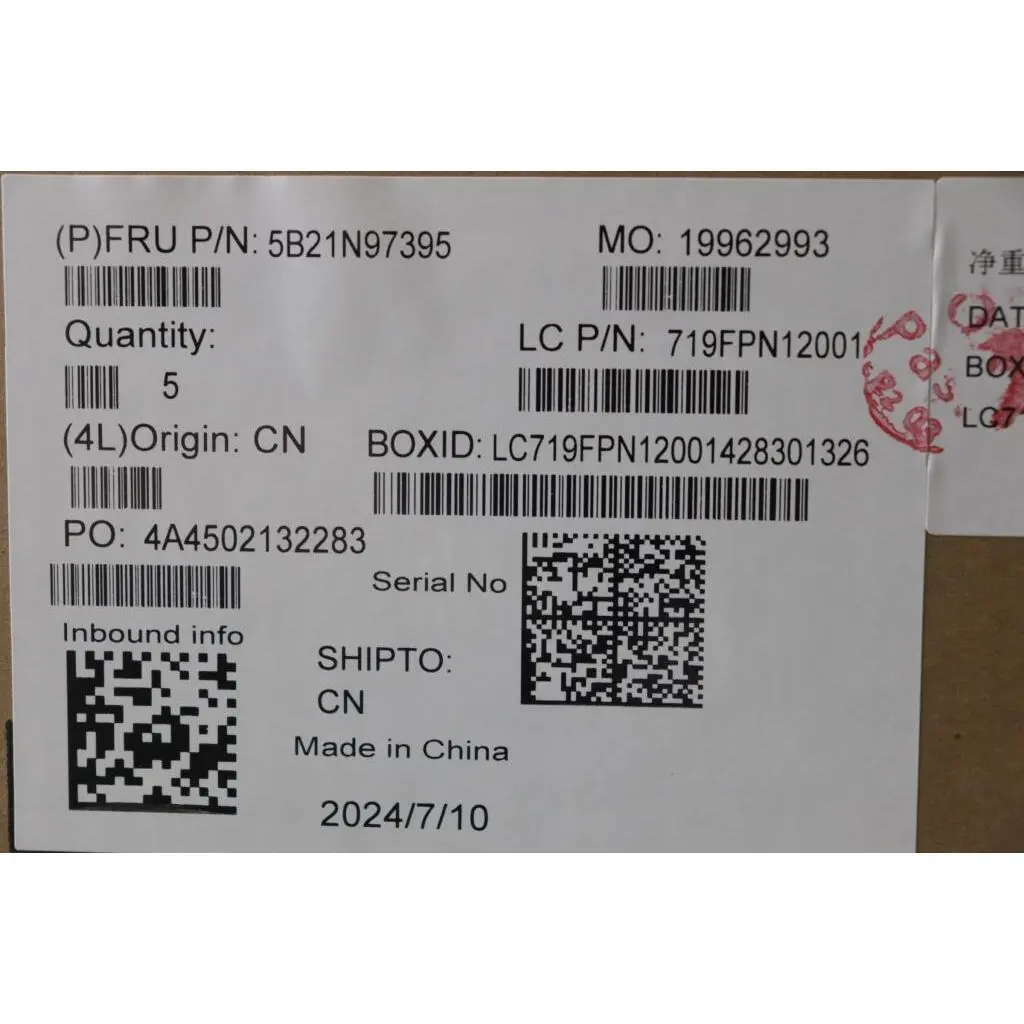 (P)FRU P/N: 5B21N97395
MO: 19962993
Quantity:
5
LC P/N: 719FPN12001
(4L)Origin: CN
BOXID: LC719FPN12001428301326
PO: 4A4502132283
Serial No
Inbound info
SHIPTO:
CN
Made in China
2024/7/10
净重
DAT
BOX
LC71